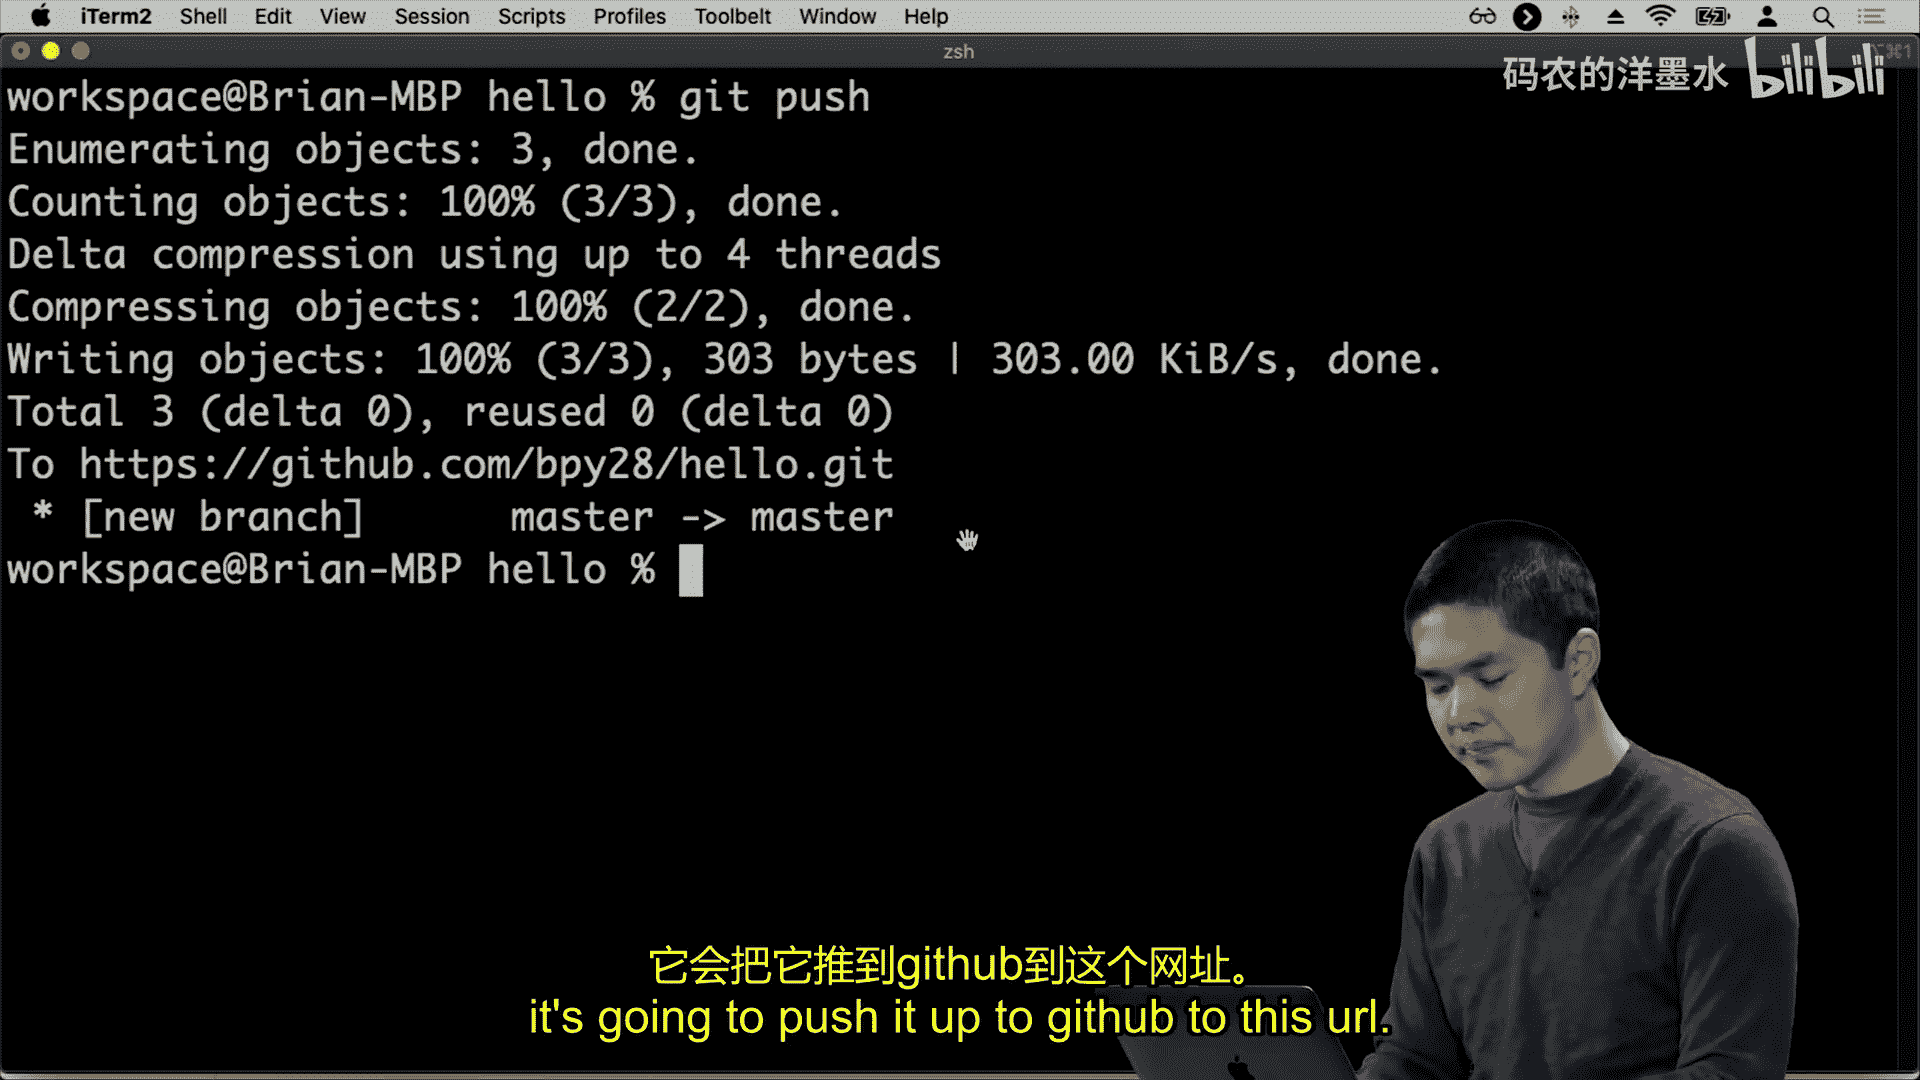 iTerm2 Shell Edit View Session Scripts Profiles Toolbelt Window Help
zsh
⌘1
码农的洋墨水 bilibili
workspace@Brian-MBP hello % git push
Enumerating objects: 3, done.
Counting objects: 100% (3/3), done.
Delta compression using up to 4 threads
Compressing objects: 100% (2/2), done.
Writing objects: 100% (3/3), 303 bytes | 303.00 KiB/s, done.
Total 3 (delta 0), reused 0 (delta 0)
To https://github.com/bpy28/hello.git
 * [new branch]      master -> master
workspace@Brian-MBP hello %
它会把它推到github到这个网址。
it's going to push it up to github to this url.